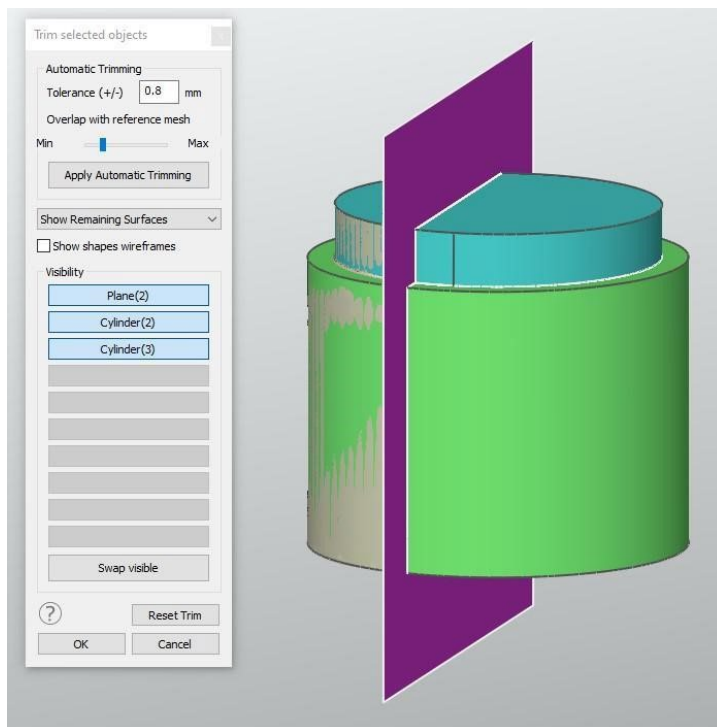 Trim selected objects
Automatic Trimming
Tolerance (+/-) 0.8 mm
Overlap with reference mesh
Min Max
Apply Automatic Trimming
Show Remaining Surfaces
Show shapes wireframes
Visibility
Plane(2)
Cylinder(2)
Cylinder(3)
Swap visible
? Reset Trim
OK Cancel